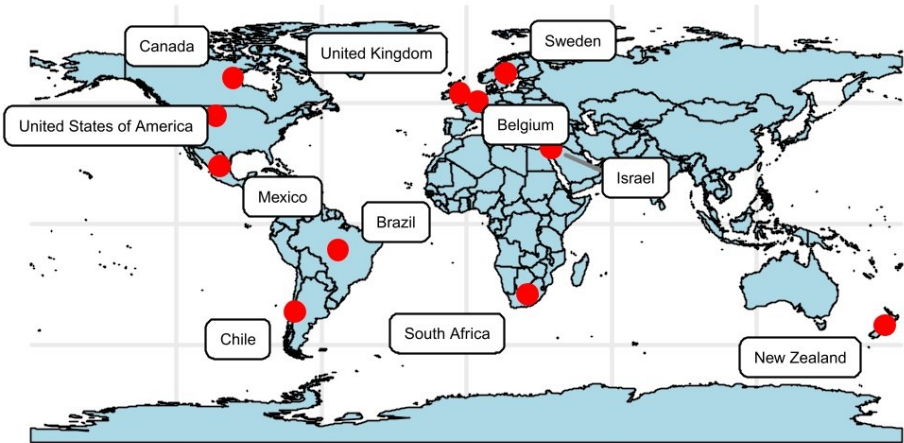 Canada
United Kingdom
Sweden
United States of America
Belgium
Israel
Mexico
Brazil
Chile
South Africa
New Zealand